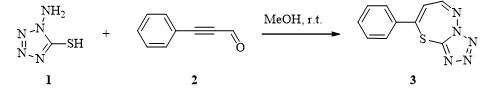 NH₂
MeOH, r.t.
N N SH + O N
N N S N
N N
1 2 3